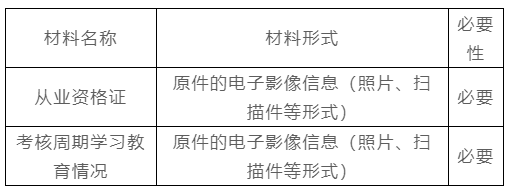 材料名称 材料形式 必要
性
从业资格证 原件的电子影像信息（照片、扫
描件等形式） 必要
考核周期学习教
育情况 原件的电子影像信息（照片、扫
描件等形式） 必要